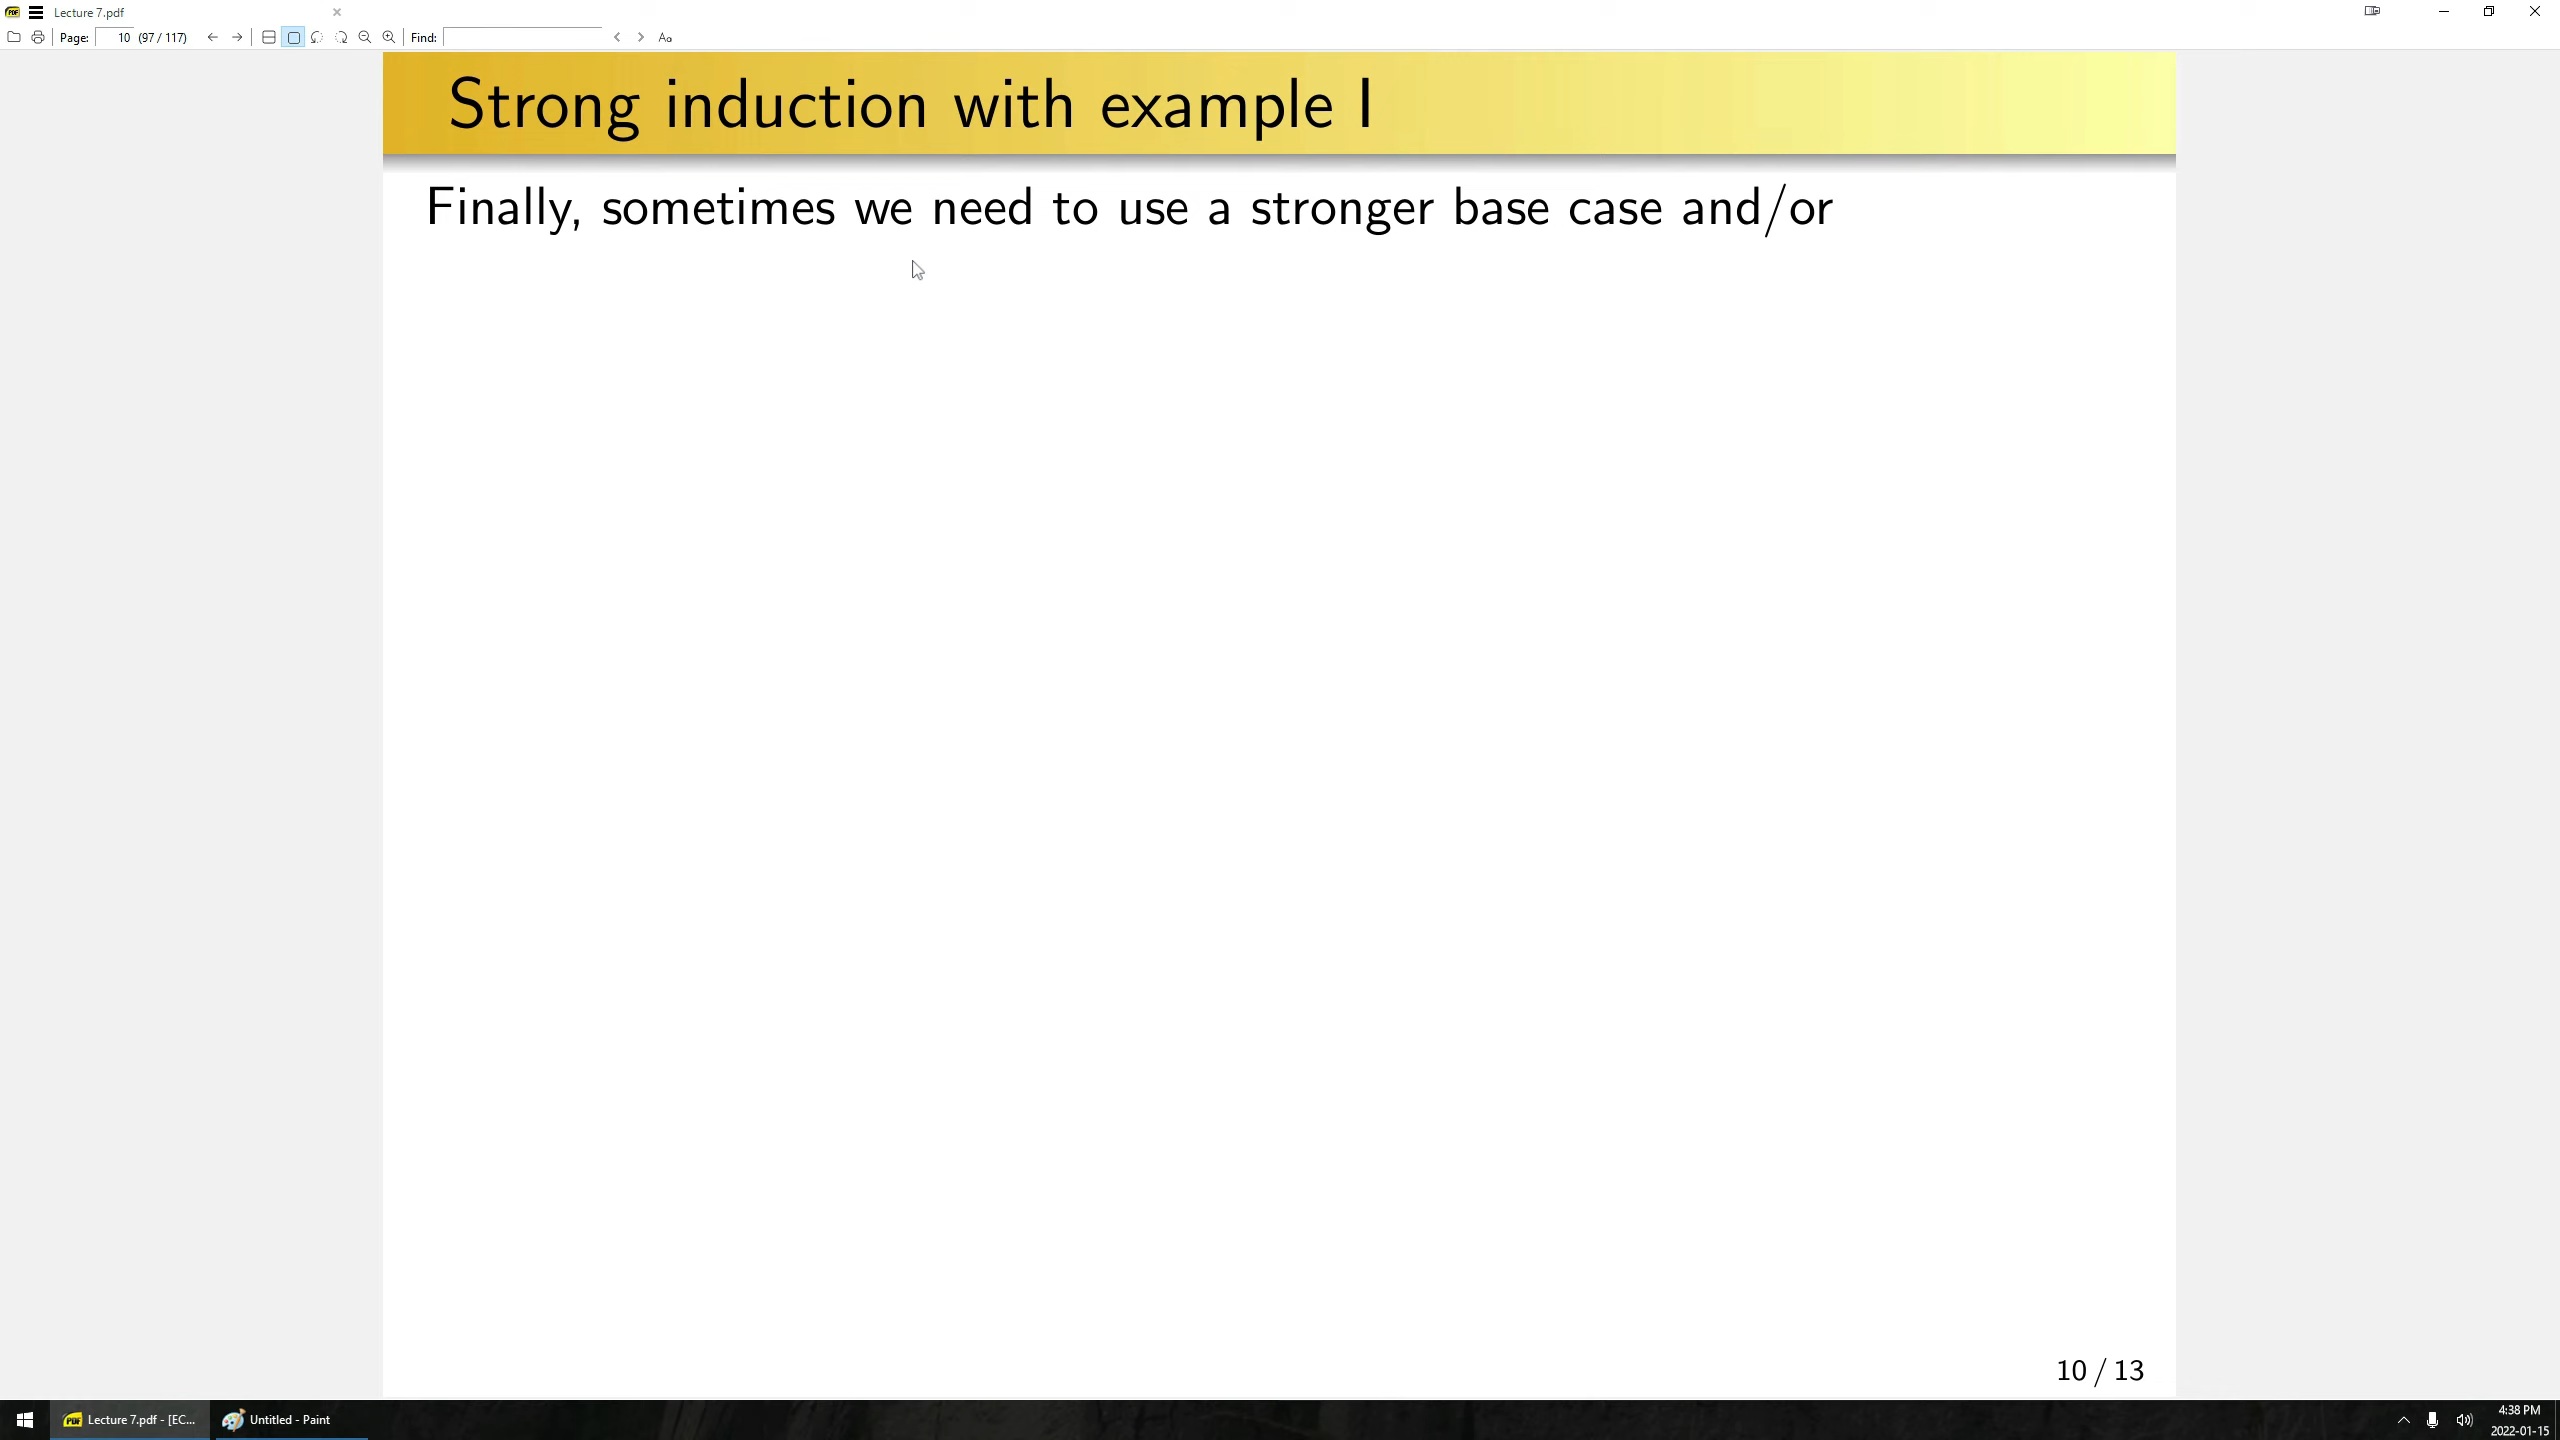 Lecture 7.pdf
Page: 10 (97 / 117) Find: Aa
Strong induction with example I
Finally, sometimes we need to use a stronger base case and/or
10 / 13
Lecture 7.pdf - [EC... Untitled - Paint 4:38 PM
2022-01-15